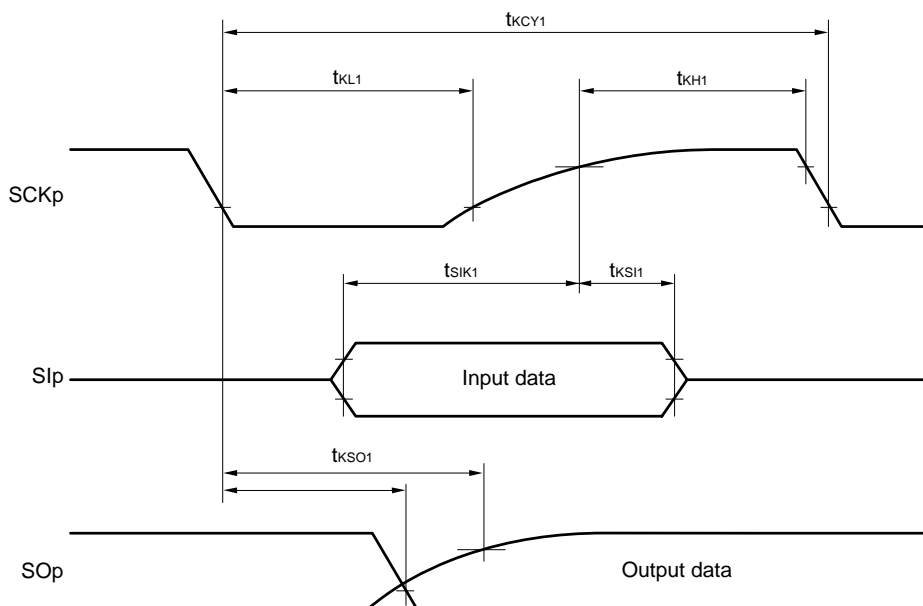 tKCY1
tKL1
tKH1
SCKp
tSIK1
tKSI1
SIp
Input data
tKSO1
SOp
Output data